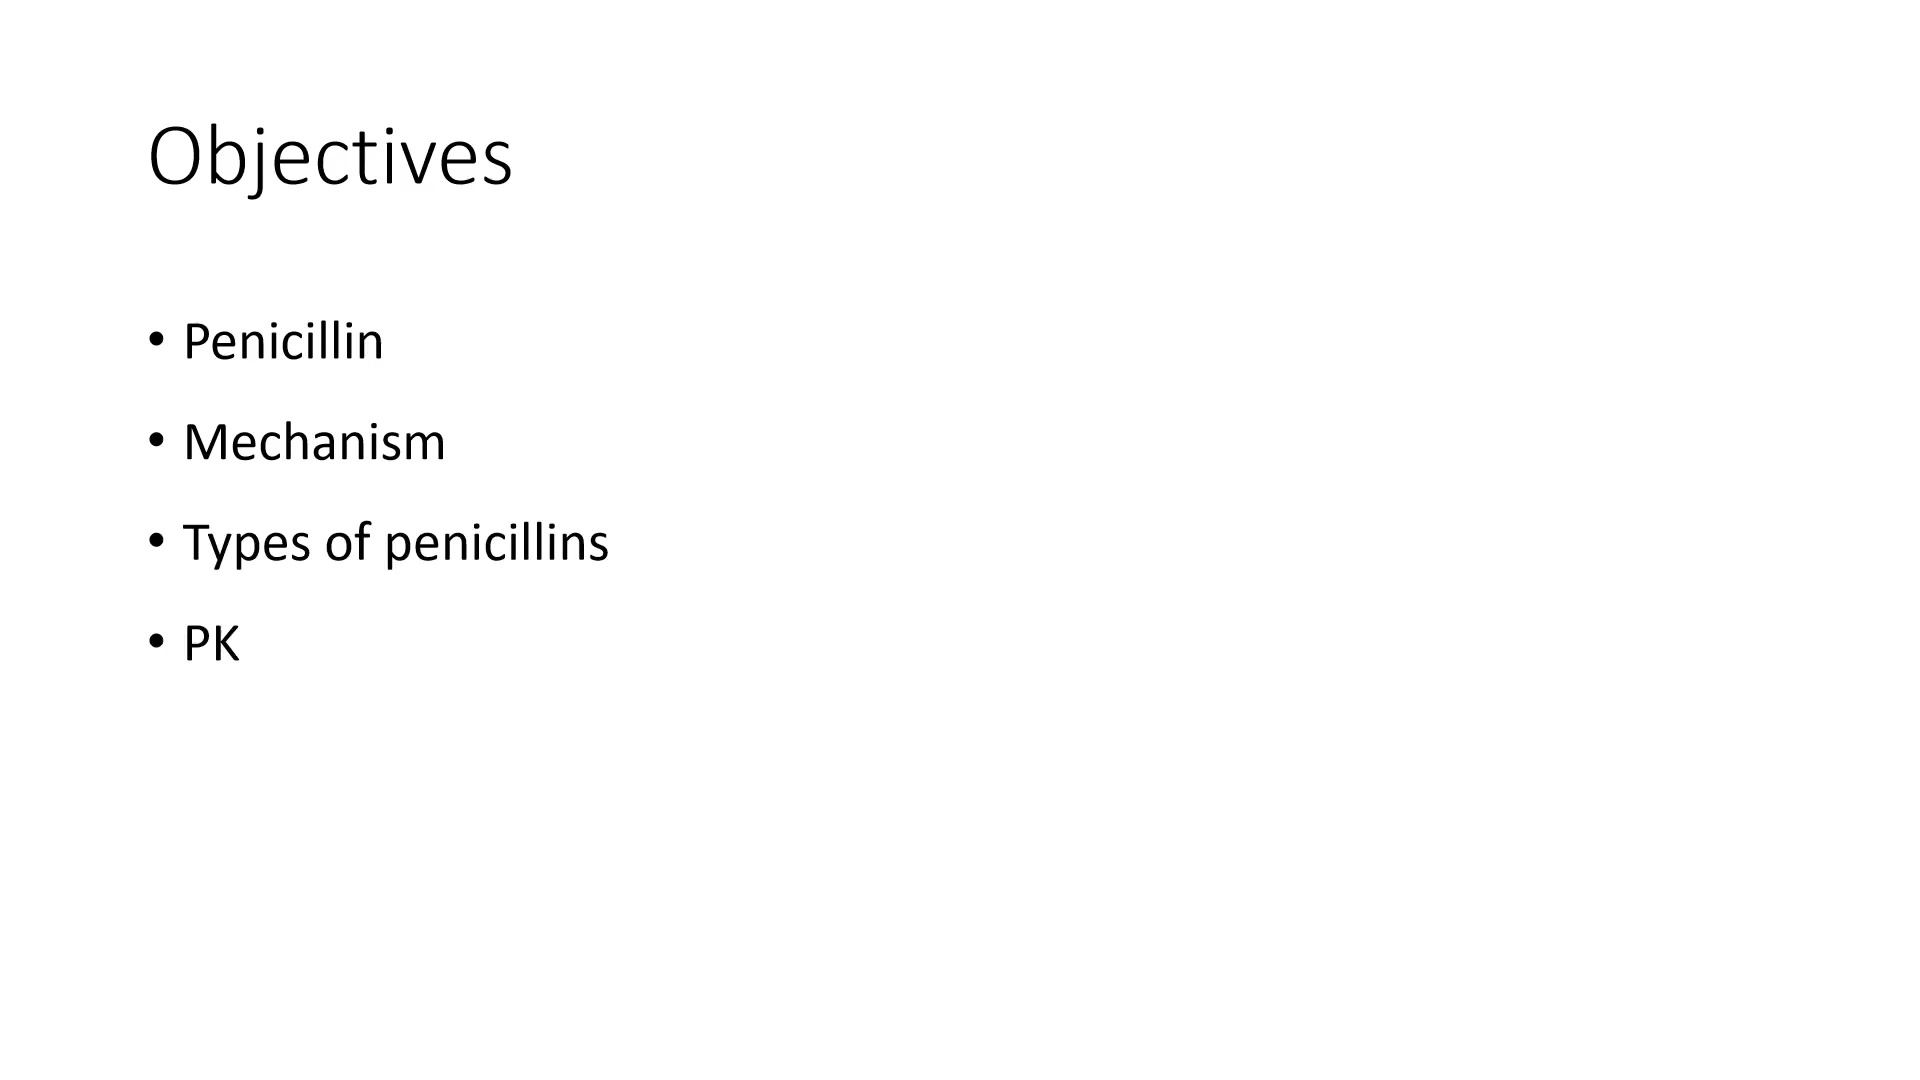 Objectives
• Penicillin
• Mechanism
• Types of penicillins
• PK